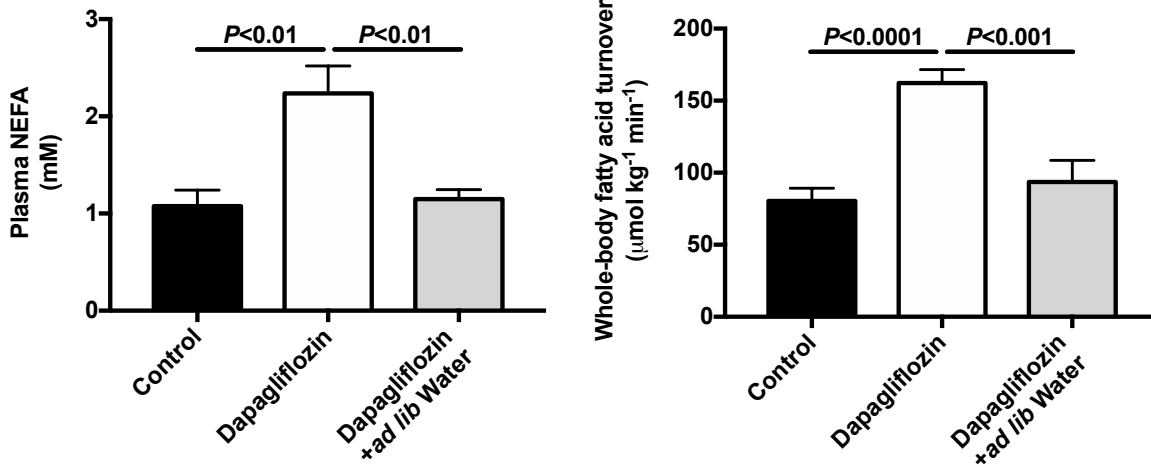 Plasma NEFA
(mM)
3
2
1
0
P<0.01
P<0.01
Control
Dapagliflozin
Dapagliflozin
+ad lib Water
Whole-body fatty acid turnover
(μmol kg⁻¹ min⁻¹)
200
150
100
50
0
P<0.0001
P<0.001
Control
Dapagliflozin
Dapagliflozin
+ad lib Water